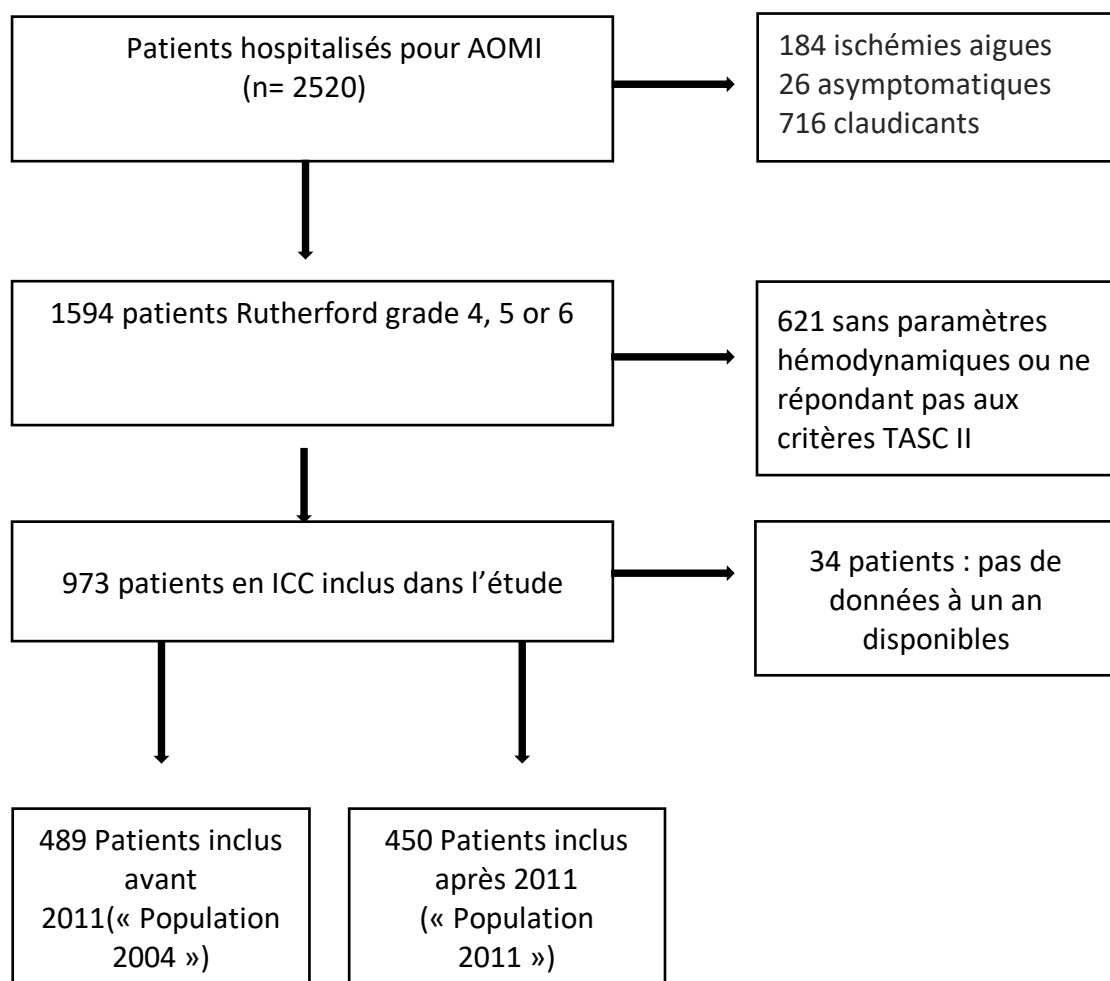 Patients hospitalisés pour AOMI
(n= 2520)
184 ischémies aigues
26 asymptomatiques
716 claudicants
1594 patients Rutherford grade 4, 5 or 6
621 sans paramètres
hémodynamiques ou ne
répondant pas aux
critères TASC II
973 patients en ICC inclus dans l’étude
34 patients : pas de
données à un an
disponibles
489 Patients inclus
avant
2011(« Population
2004 »)
450 Patients inclus
après 2011
(« Population
2011 »)